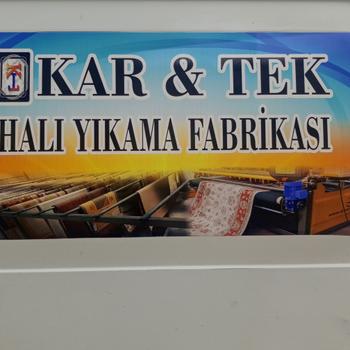 KAR & TEK
HALI YIKAMA FABRİKASI